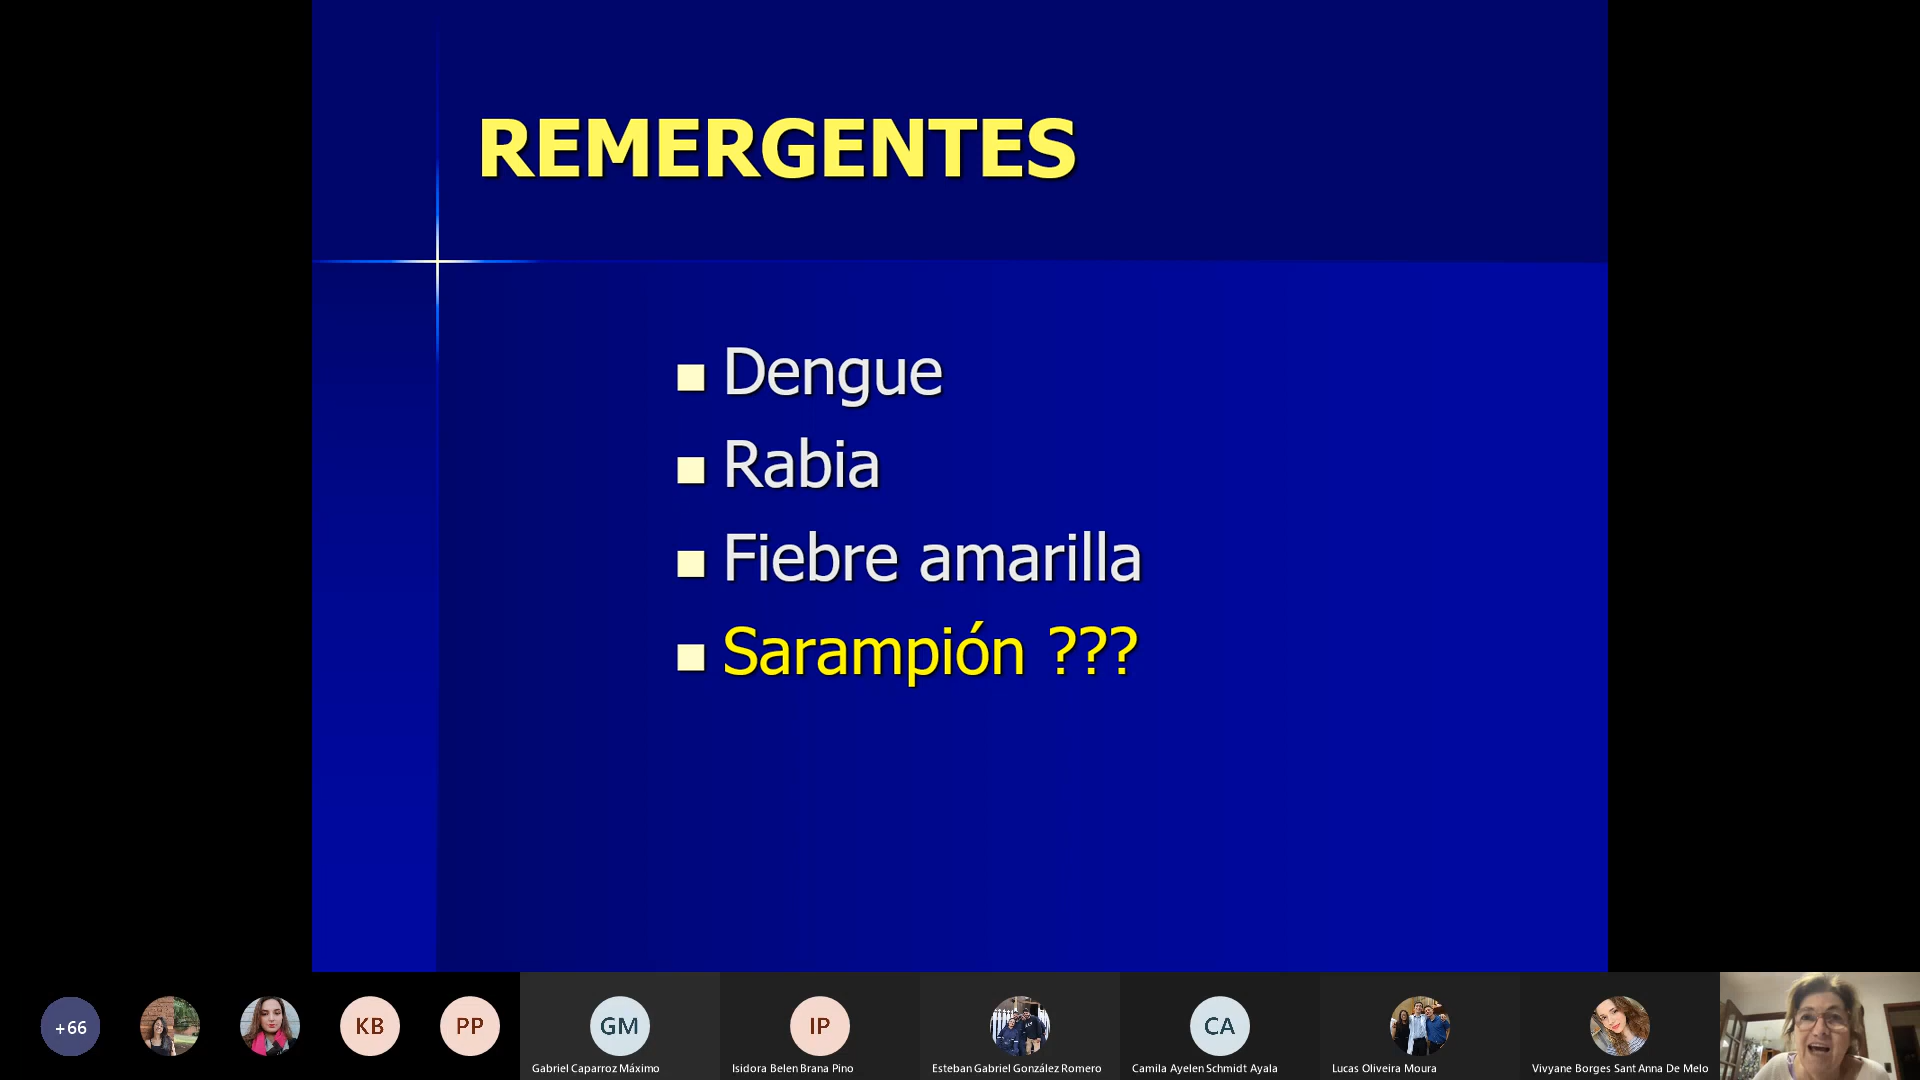 REMERGENTES
Dengue
Rabia
Fiebre amarilla
Sarampión ???
+66
KB
PP
GM
IP
CA
Gabriel Caparroz Máximo
Isidora Belen Brana Pino
Esteban Gabriel González Romero
Camila Ayelen Schmidt Ayala
Lucas Oliveira Moura
Vivyane Borges Sant Anna De Melo